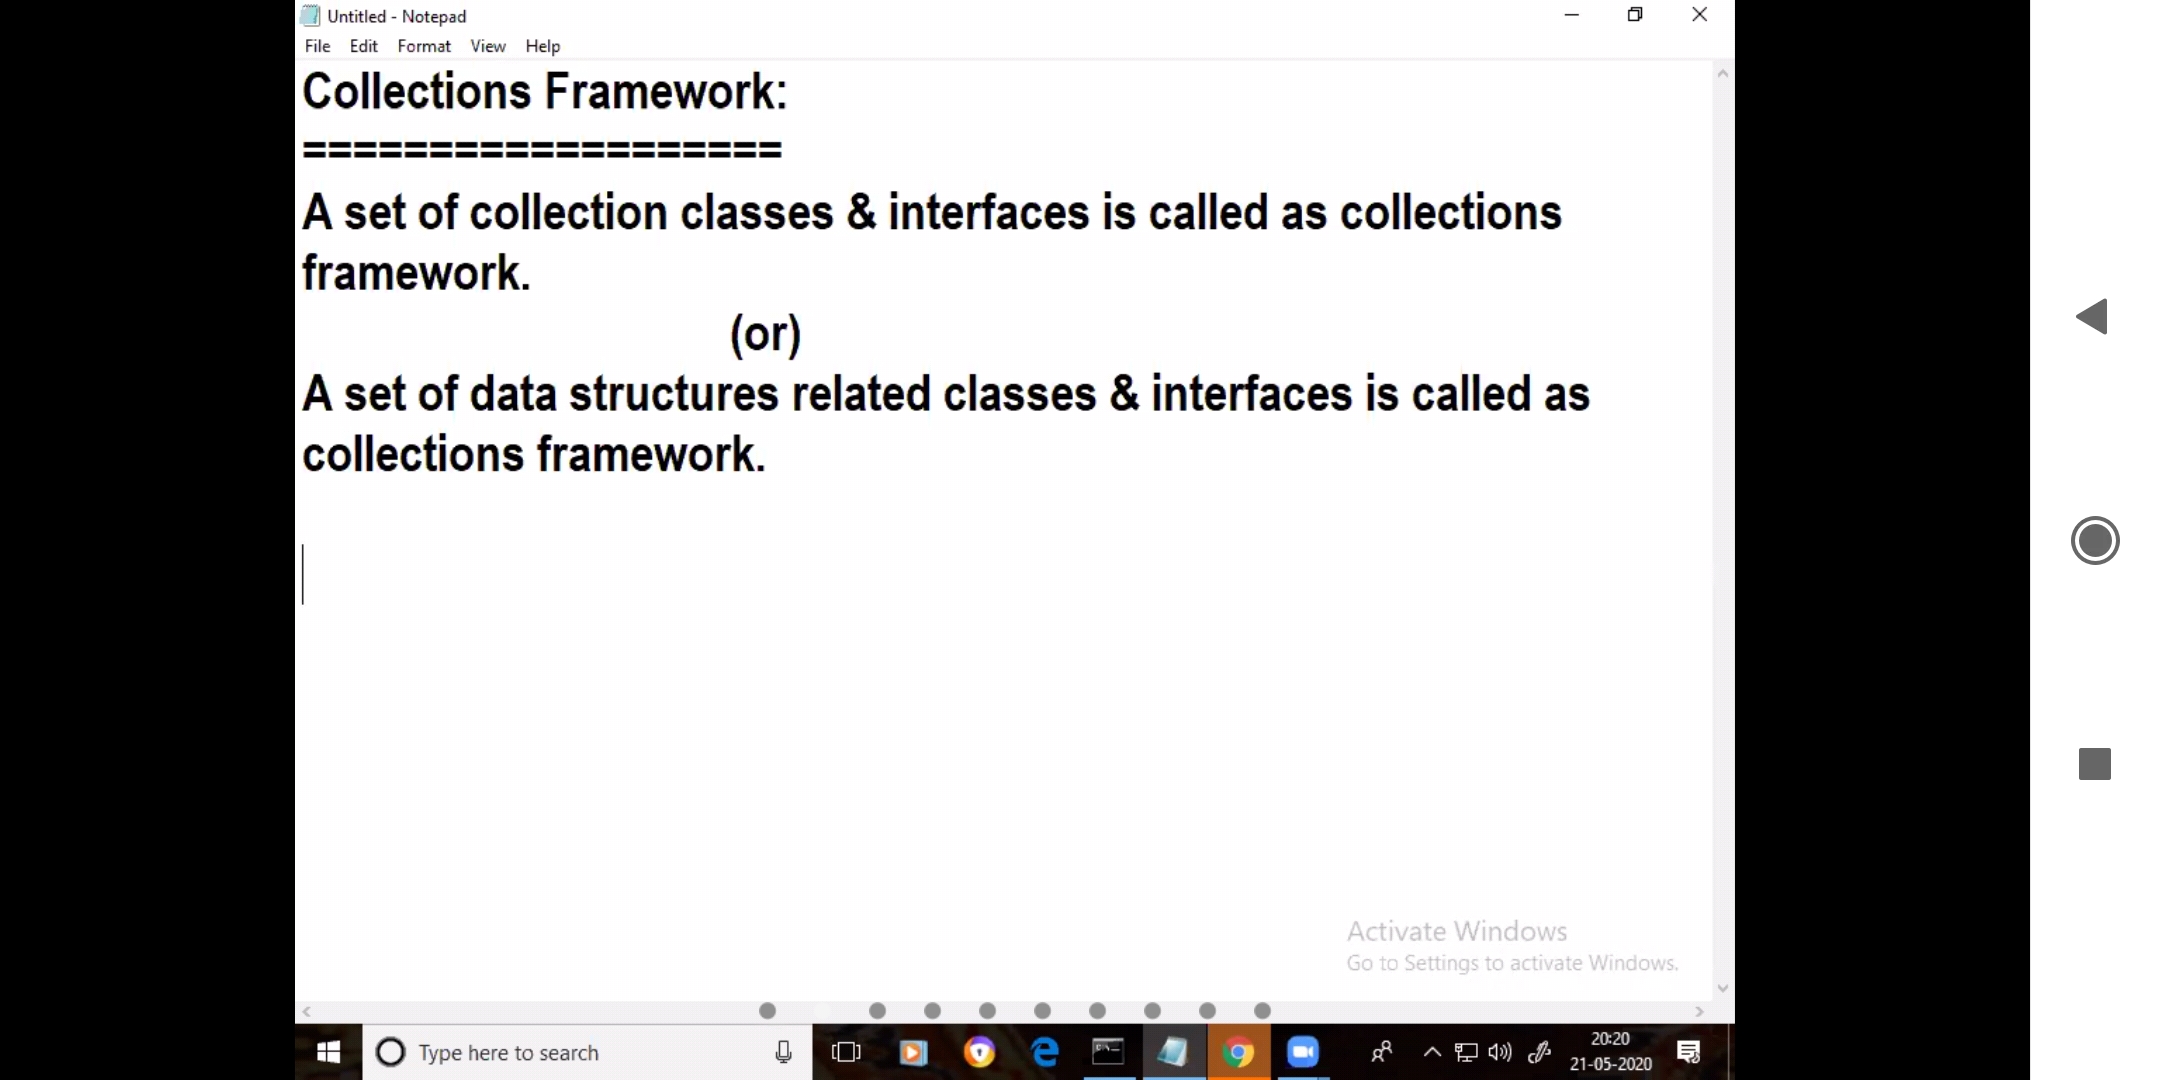 Untitled - Notepad
File Edit Format View Help
Collections Framework:
===================
A set of collection classes & interfaces is called as collections
framework.
(or)
A set of data structures related classes & interfaces is called as
collections framework.
Activate Windows
Go to Settings to activate Windows.
Type here to search
20:20
21-05-2020